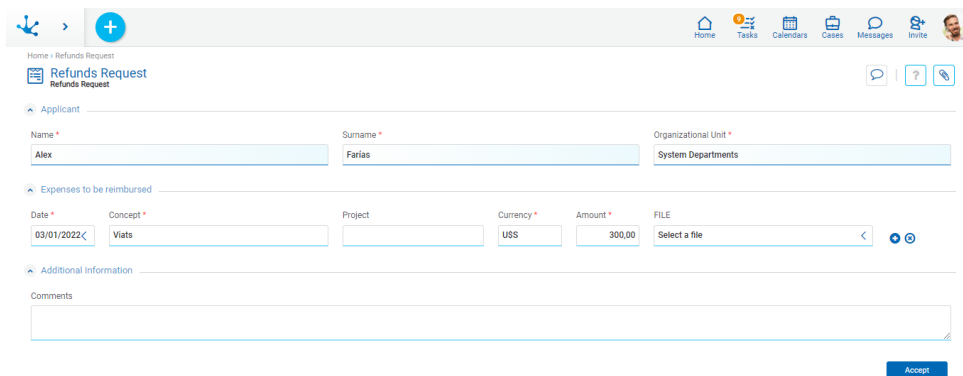 9
Home Tasks Calendars Cases Messages Invite
Home › Refunds Request
Refunds Request
Refunds Request
?
Applicant
Name * Surname * Organizational Unit *
Alex Farías System Departments
Expenses to be reimbursed
Date * Concept * Project Currency * Amount * FILE
03/01/2022 Viats U$S 300,00 Select a file
Additional Information
Comments
Accept